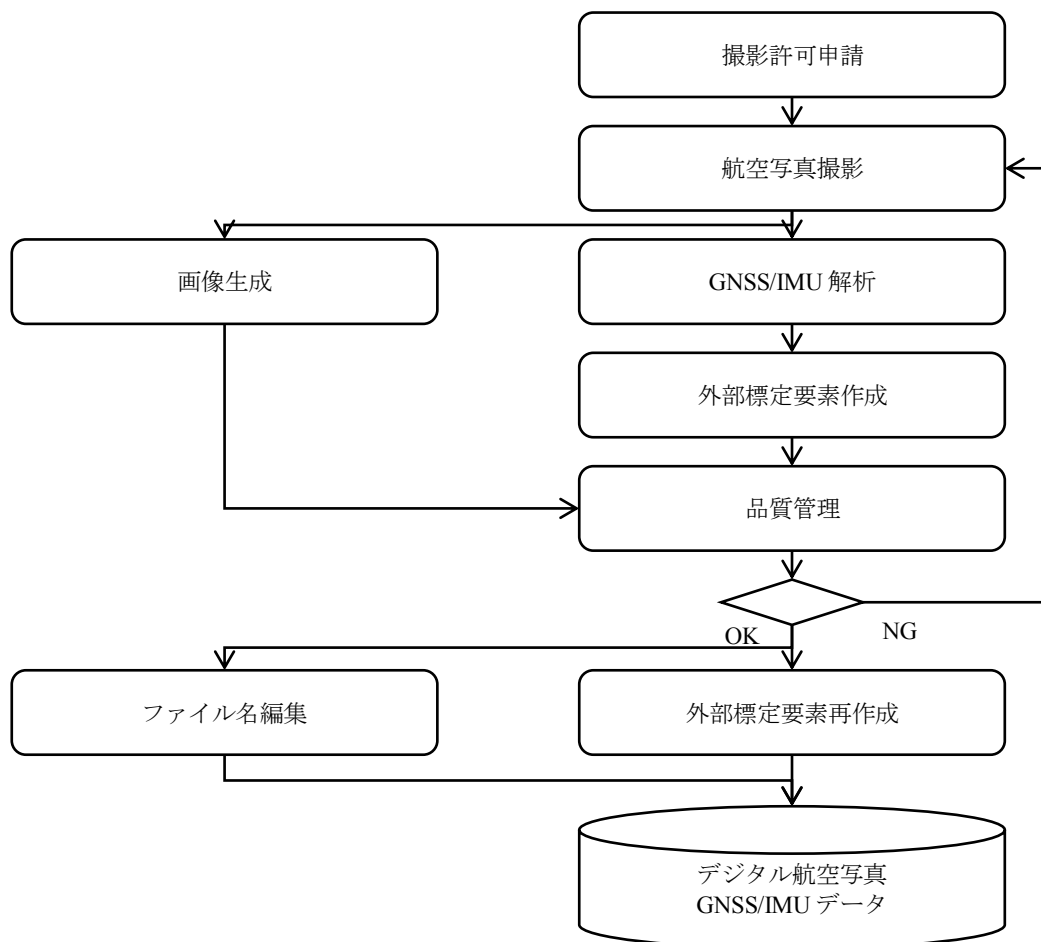 撮影許可申請
航空写真撮影
画像生成
GNSS/IMU 解析
外部標定要素作成
品質管理
OK
NG
ファイル名編集
外部標定要素再作成
デジタル航空写真
GNSS/IMU データ